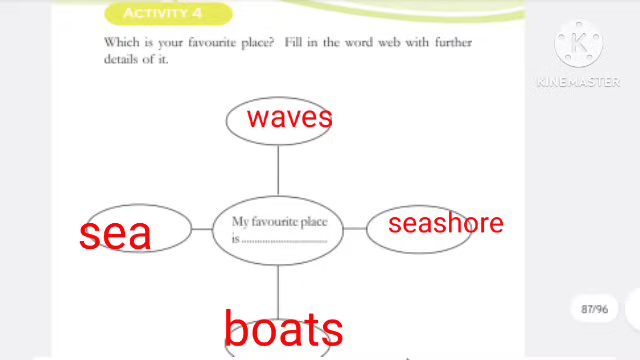 ACTIVITY 4
Which is your favourite place? Fill in the word web with further
details of it.
KINEMASTER
waves
sea
My favourite place
is ..............................
seashore
boats
87/96